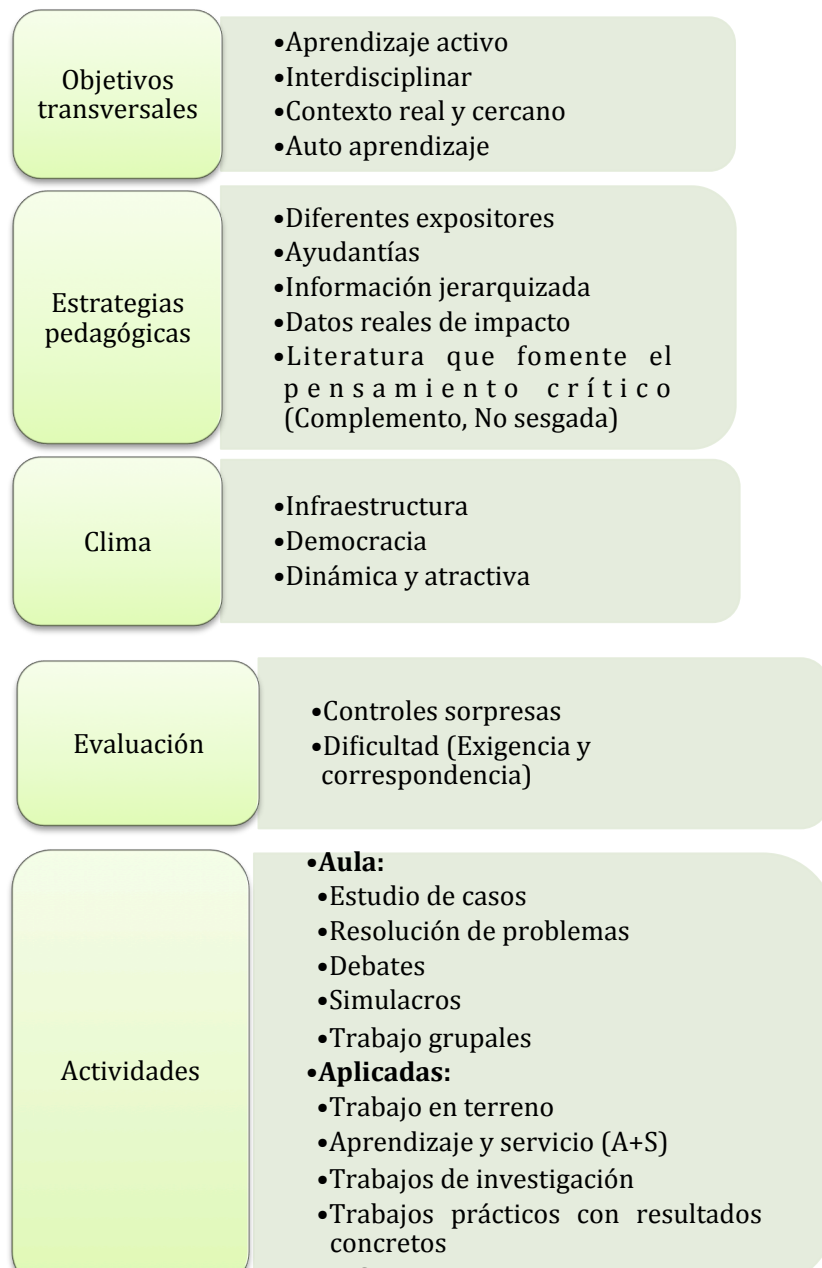 Objetivos
transversales
•Aprendizaje activo
•Interdisciplinar
•Contexto real y cercano
•Auto aprendizaje
Estrategias
pedagógicas
•Diferentes expositores
•Ayudantías
•Información jerarquizada
•Datos reales de impacto
•Literatura que fomente el
pensamiento crítico
(Complemento, No sesgada)
Clima
•Infraestructura
•Democracia
•Dinámica y atractiva
Evaluación
•Controles sorpresas
•Dificultad (Exigencia y
correspondencia)
Actividades
•Aula:
•Estudio de casos
•Resolución de problemas
•Debates
•Simulacros
•Trabajo grupales
•Aplicadas:
•Trabajo en terreno
•Aprendizaje y servicio (A+S)
•Trabajos de investigación
•Trabajos prácticos con resultados
concretos